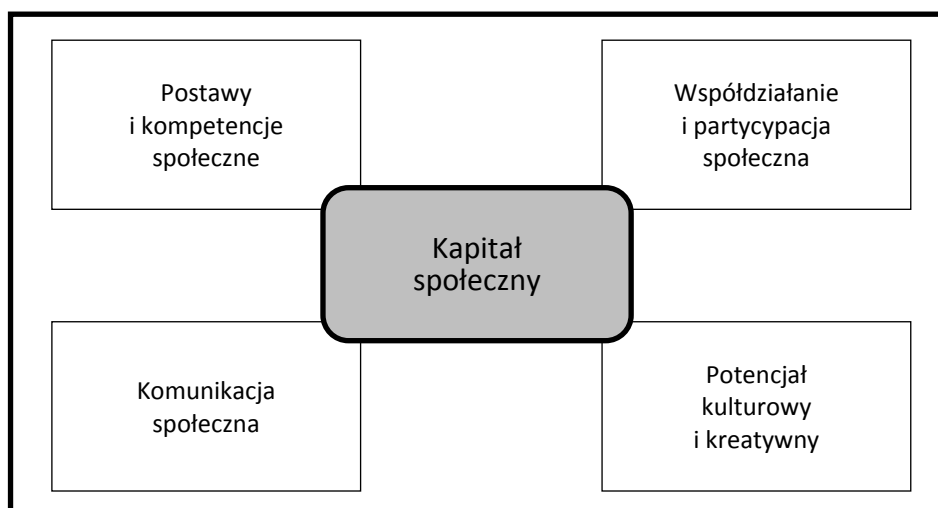 Postawy
i kompetencje
społeczne
Współdziałanie
i partycypacja
społeczna
Kapitał
społeczny
Komunikacja
społeczna
Potencjał
kulturowy
i kreatywny